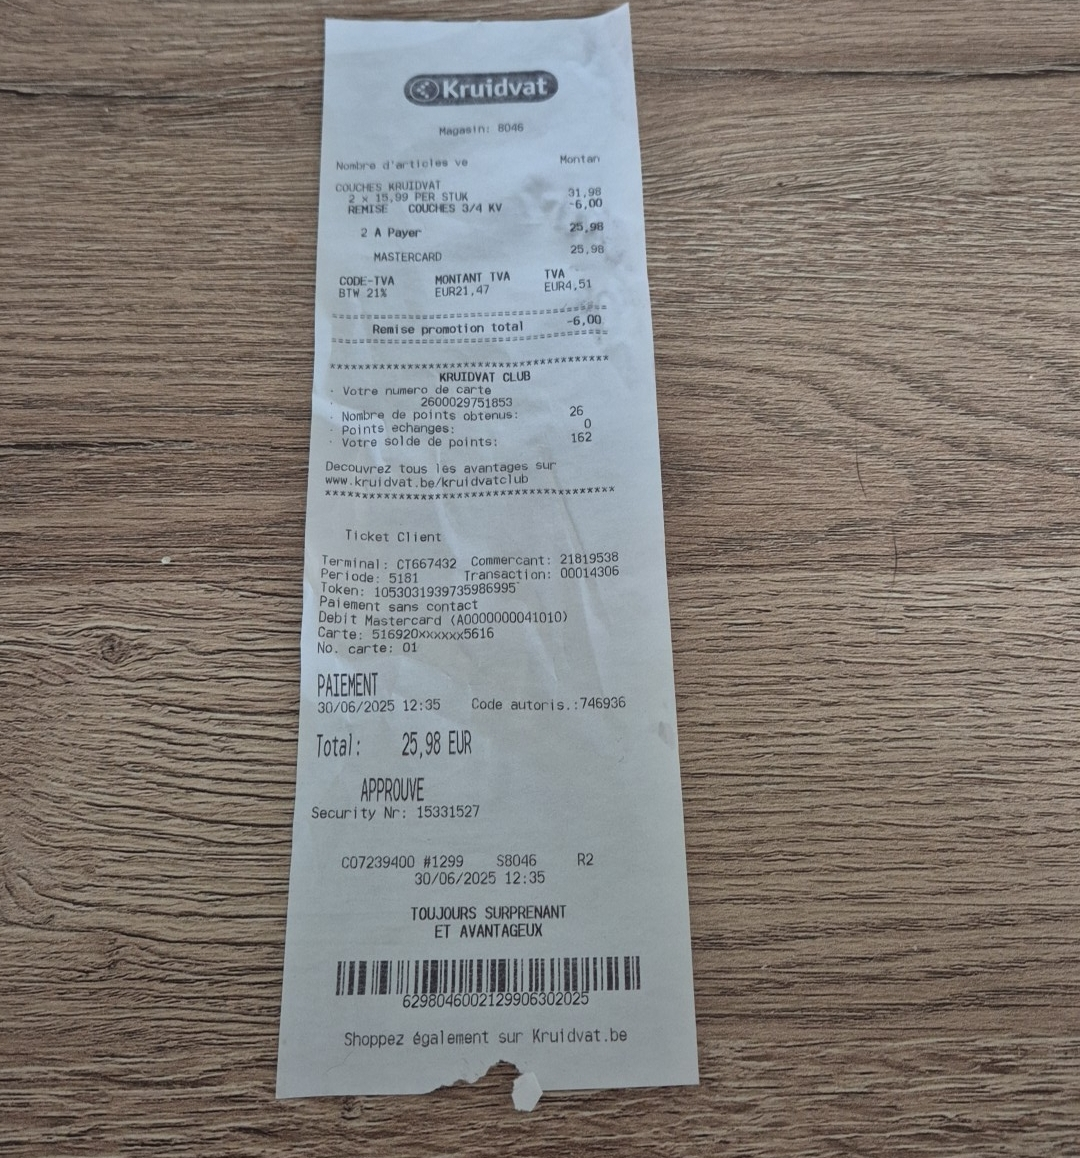 Kruidvat
Magasin: 8046
Nombre d'articles ve Montan
COUCHES KRUIDVAT
2 x 15,99 PER STUK 31,98
REMISE COUCHES 3/4 KV -6,00
2 A Payer 25,98
MASTERCARD 25,98
CODE-TVA MONTANT TVA TVA
BTW 21% EUR21,47 EUR4,51
========================================
Remise promotion total -6,00
========================================
****************************************
KRUIDVAT CLUB
· Votre numero de carte
2600029751853
· Nombre de points obtenus: 26
· Points echanges: 0
· Votre solde de points: 162
Decouvrez tous les avantages sur
www.kruidvat.be/kruidvatclub
****************************************
Ticket Client
Terminal: CT667432 Commercant: 21819538
Periode: 5181 Transaction: 00014306
Token: 1053031939735986995
Paiement sans contact
Debit Mastercard (A0000000041010)
Carte: 516920xxxxxx5616
No. carte: 01
PAIEMENT
30/06/2025 12:35 Code autoris.:746936
Total: 25,98 EUR
APPROUVE
Security Nr: 15331527
C07239400 #1299 S8046 R2
30/06/2025 12:35
TOUJOURS SURPRENANT
ET AVANTAGEUX
6298046002129906302025
Shoppez également sur Kruidvat.be